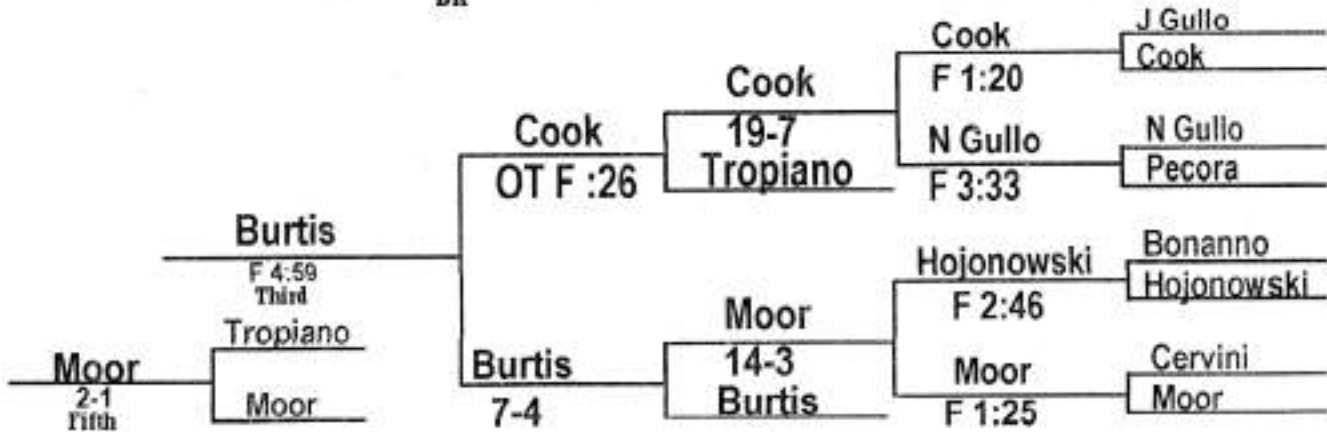 J Gullo
Cook
Cook
F 1:20
N Gullo
Pecora
N Gullo
F 3:33
Cook
19-7
Tropiano
Cook
OT F :26
Bonanno
Hojonowski
Hojonowski
F 2:46
Cervini
Moor
Moor
F 1:25
Moor
14-3
Burtis
Burtis
7-4
Burtis
F 4:59
Third
Tropiano
Moor
Moor
2-1
Fifth